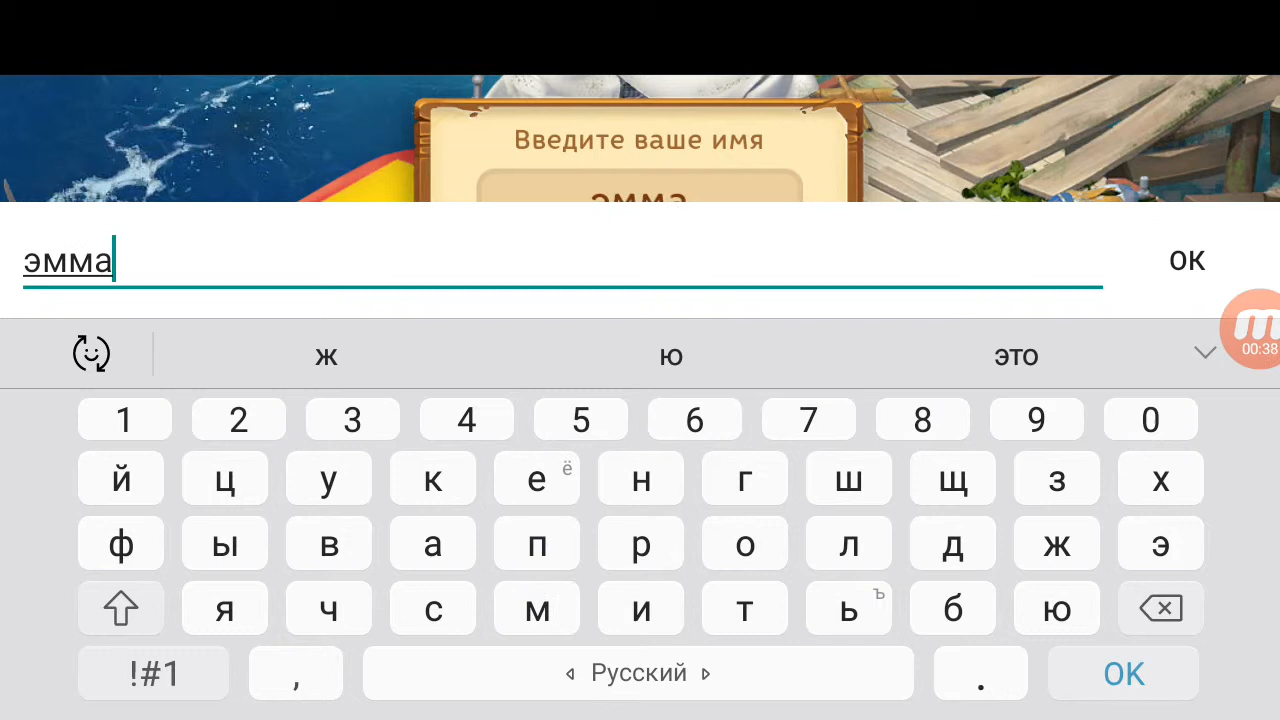 Введите ваше имя
эмма
эмма
ОК
00:38
ж ю это
1 2 3 4 5 6 7 8 9 0
й ц у к е ё н г ш щ з х
ф ы в а п р о л д ж э
я ч с м и т ь ъ б ю
!#1 , Русский . OK